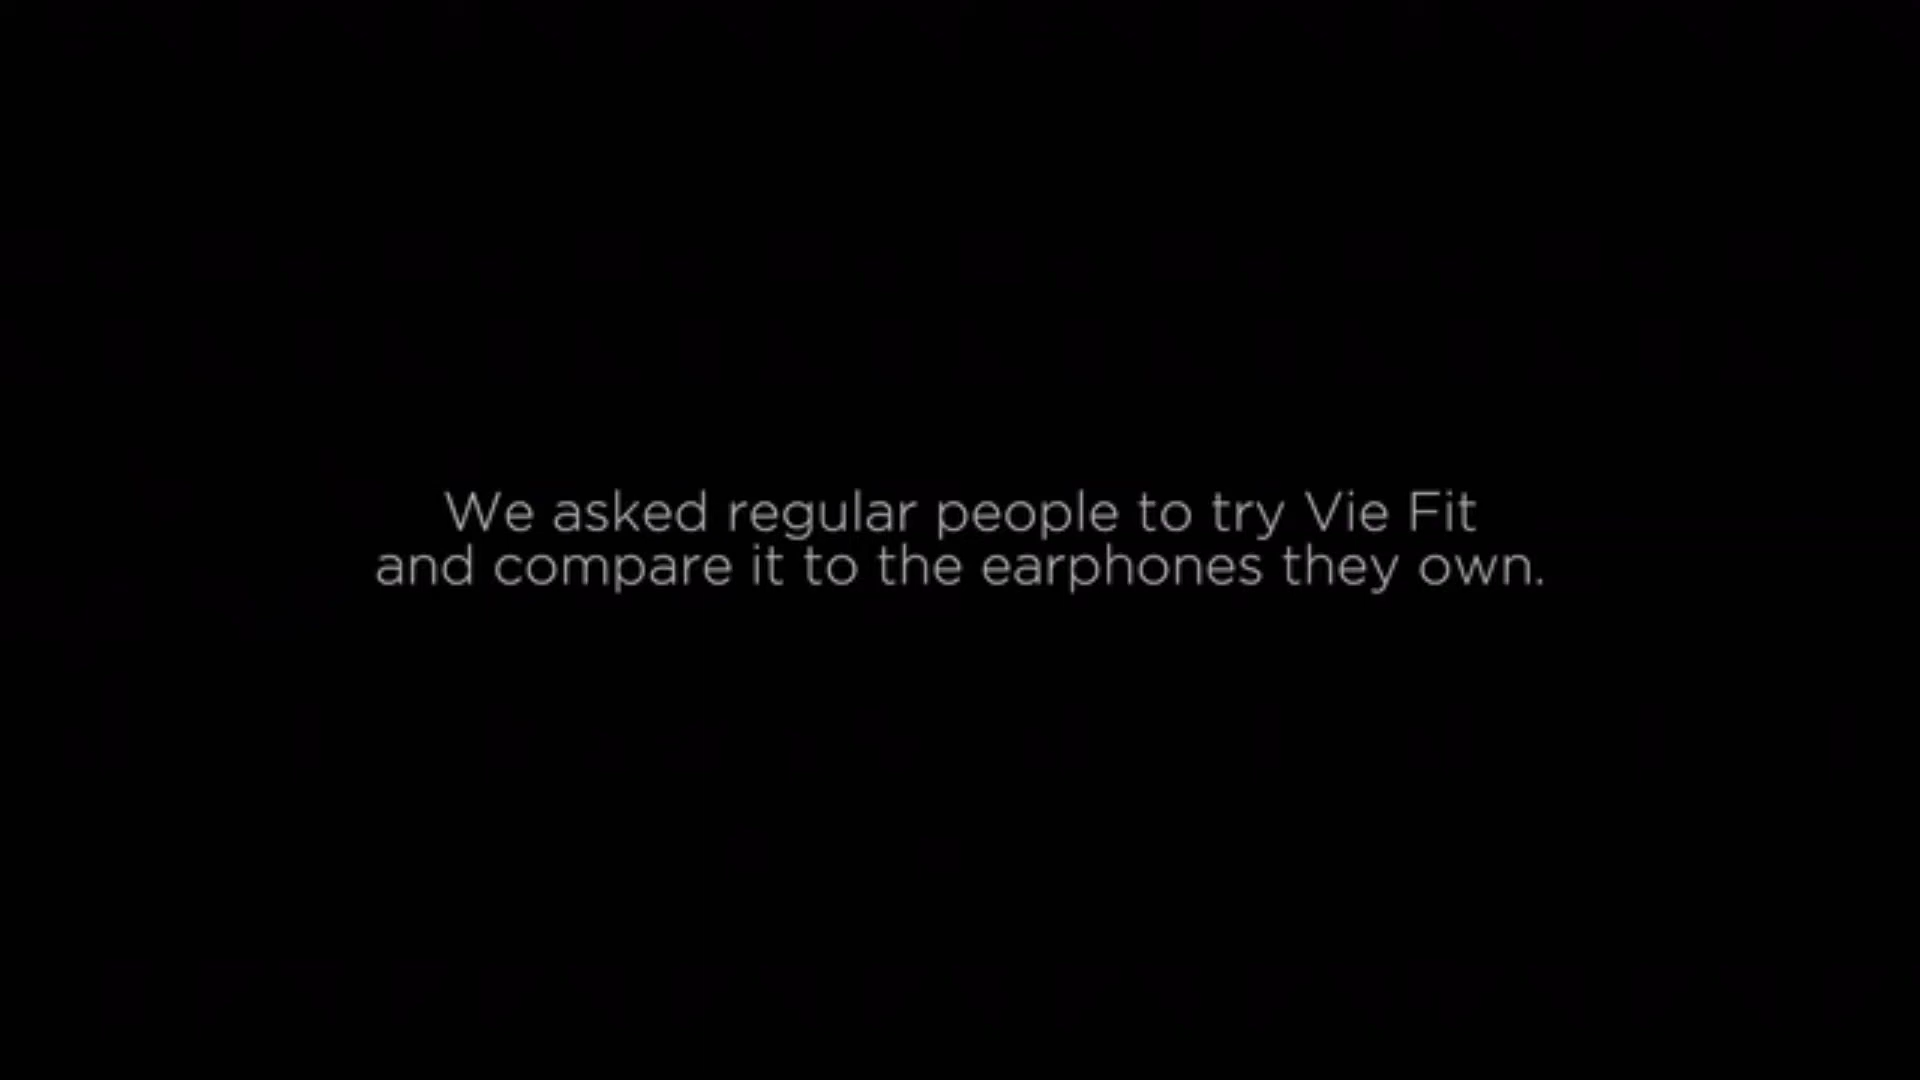 We asked regular people to try Vie Fit
and compare it to the earphones they own.